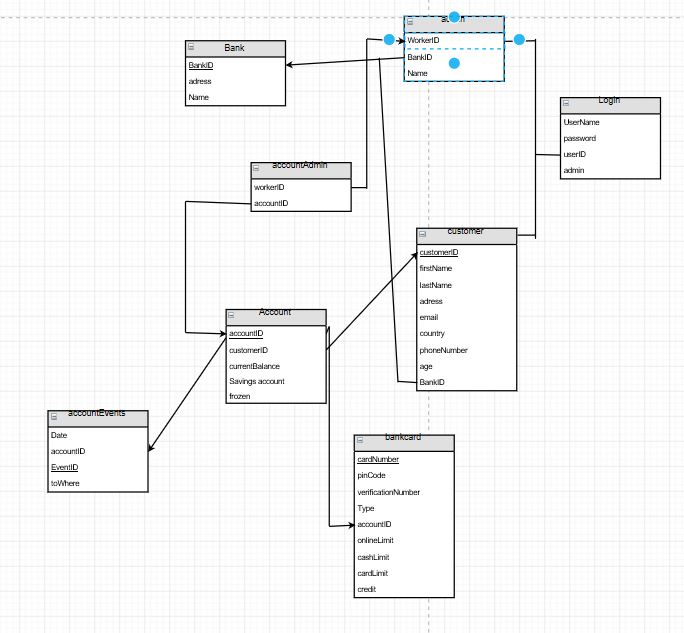 Bank
BankID
adress
Name
WorkerID
BankID
Name
Login
UserName
password
userID
admin
accountAdmin
workerID
accountID
customer
customerID
firstName
lastName
adress
email
country
phoneNumber
age
BankID
Account
accountID
customerID
currentBalance
Savings account
frozen
accountEvents
Date
accountID
EventID
toWhere
bankcard
cardNumber
pinCode
verificationNumber
Type
accountID
onlineLimit
cashLimit
cardLimit
credit